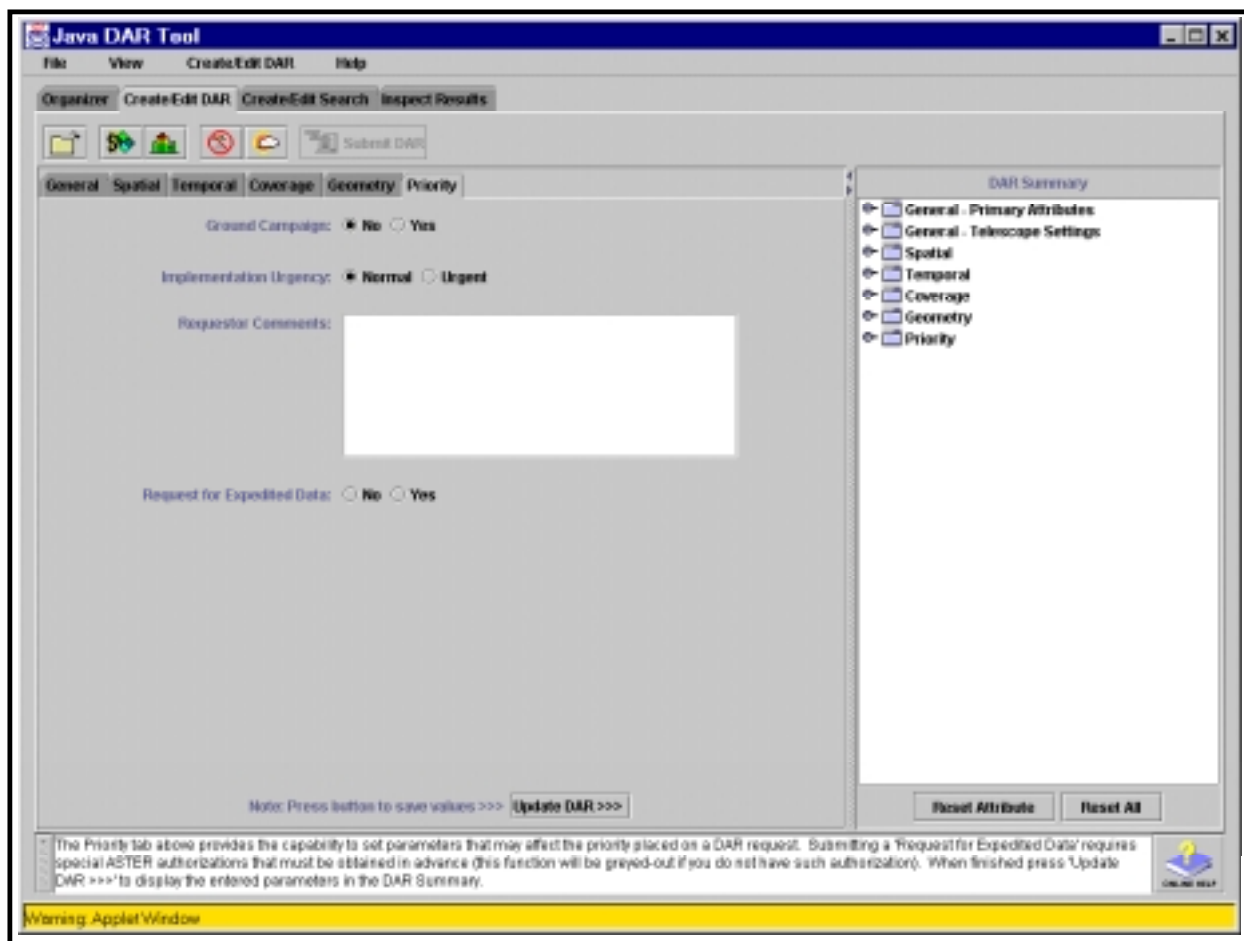 Java DAR Tool
File View Create/Edit DAR Help
Organizer Create/Edit DAR Create/Edit Search Inspect Results
Submit DAR
General Spatial Temporal Coverage Geometry Priority
Ground Campaign: No Yes
Implementation Urgency: Normal Urgent
Requestor Comments:
Request for Expedited Data: No Yes
Note: Press button to save values >>> Update DAR >>>
DAR Summary
General - Primary Attributes
General - Telescope Settings
Spatial
Temporal
Coverage
Geometry
Priority
Reset Attribute Reset All
The Priority tab above provides the capability to set parameters that may affect the priority placed on a DAR request. Submitting a 'Request for Expedited Data' requires
special ASTER authorizations that must be obtained in advance (this function will be greyed-out if you do not have such authorization). When finished press 'Update
DAR >>>' to display the entered parameters in the DAR Summary.
ONLINE HELP
Warning: Applet Window